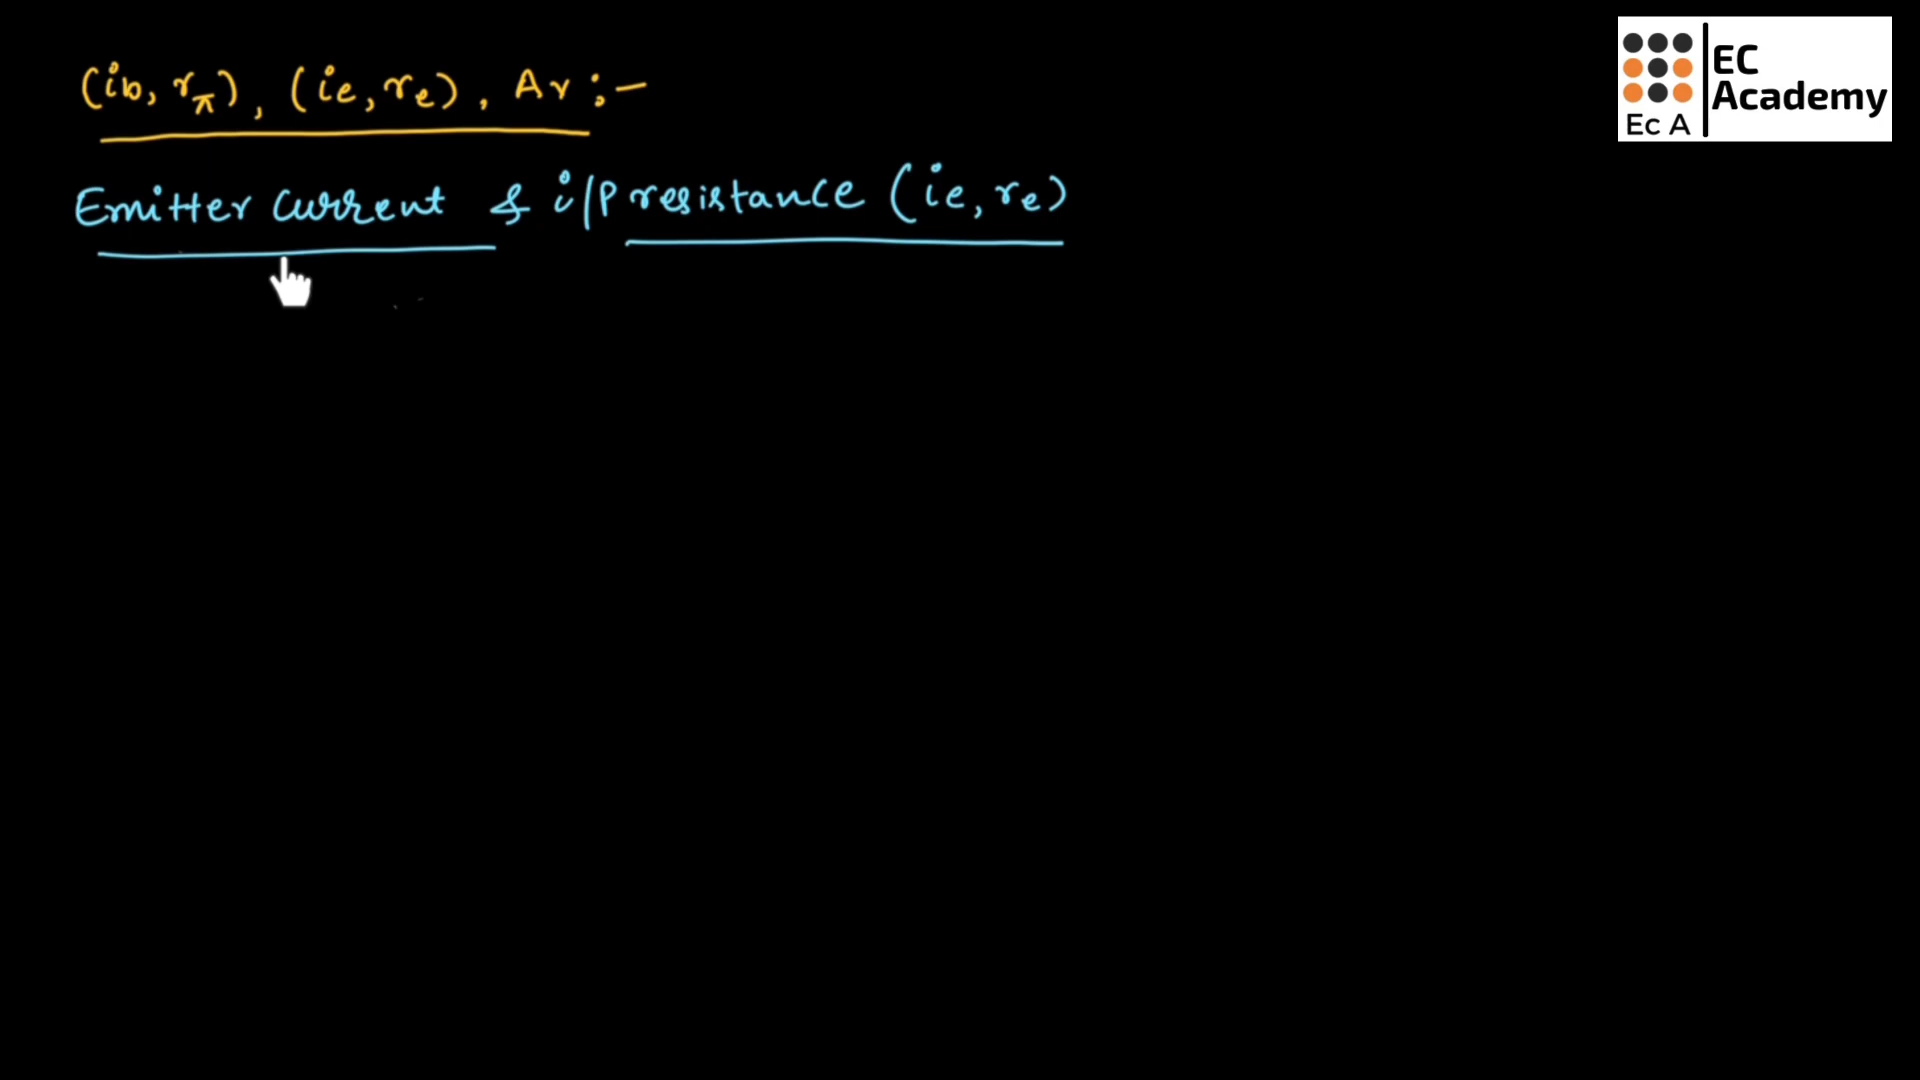 (ib, rπ), (ie, re), Av :-
Emitter current & i/p resistance (ie, re)
EC
Academy
Ec A